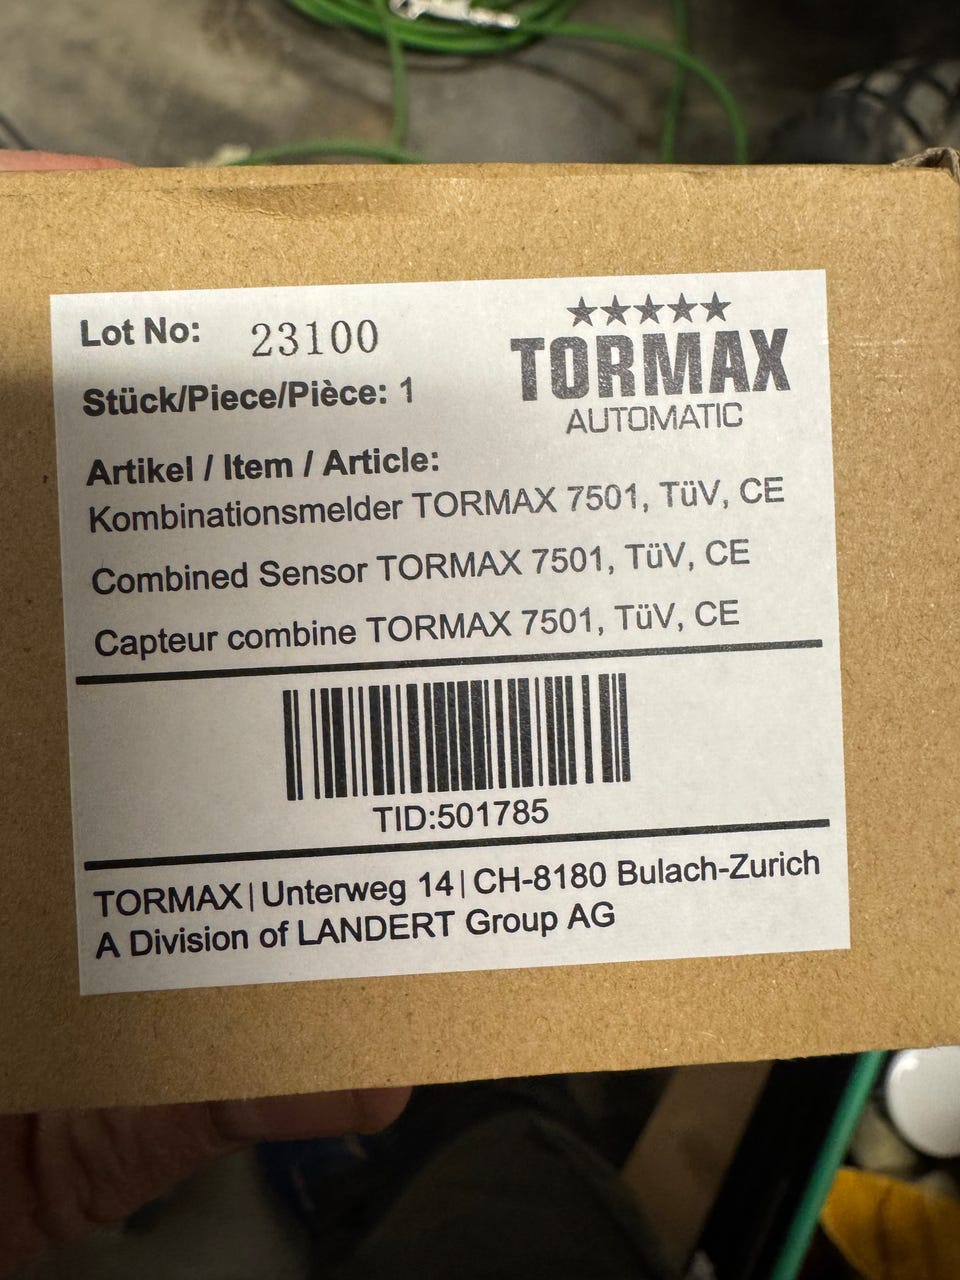 Lot No: 23100
★★★★★
TORMAX
AUTOMATIC
Stück/Piece/Pièce: 1
Artikel / Item / Article:
Kombinationsmelder TORMAX 7501, TüV, CE
Combined Sensor TORMAX 7501, TüV, CE
Capteur combine TORMAX 7501, TüV, CE
TID:501785
TORMAX | Unterweg 14 | CH-8180 Bulach-Zurich
A Division of LANDERT Group AG